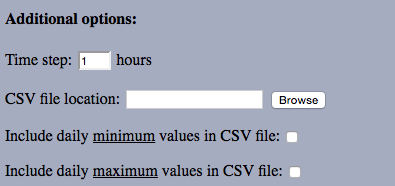 Additional options:
Time step: 1 hours
CSV file location: Browse
Include daily minimum values in CSV file:
Include daily maximum values in CSV file: